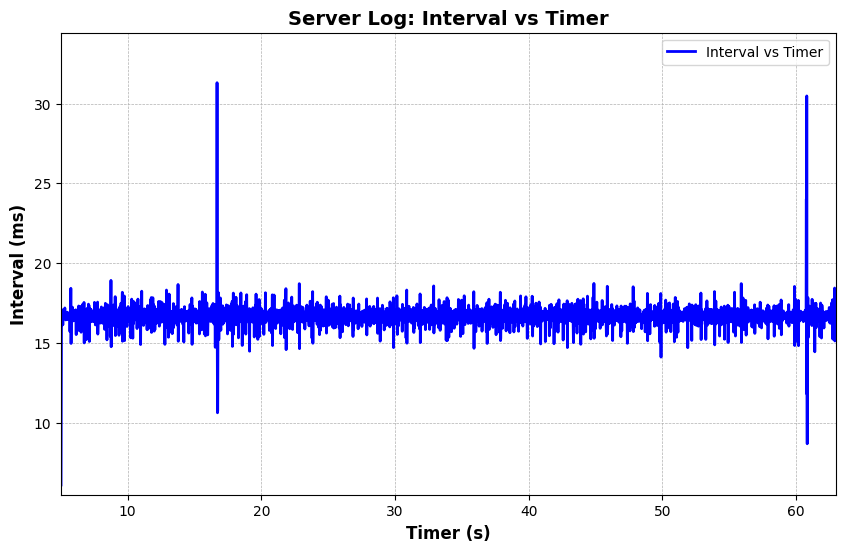 Server Log: Interval vs Timer
Interval vs Timer
30
25
20
15
10
Interval (ms)
10 20 30 40 50 60
Timer (s)